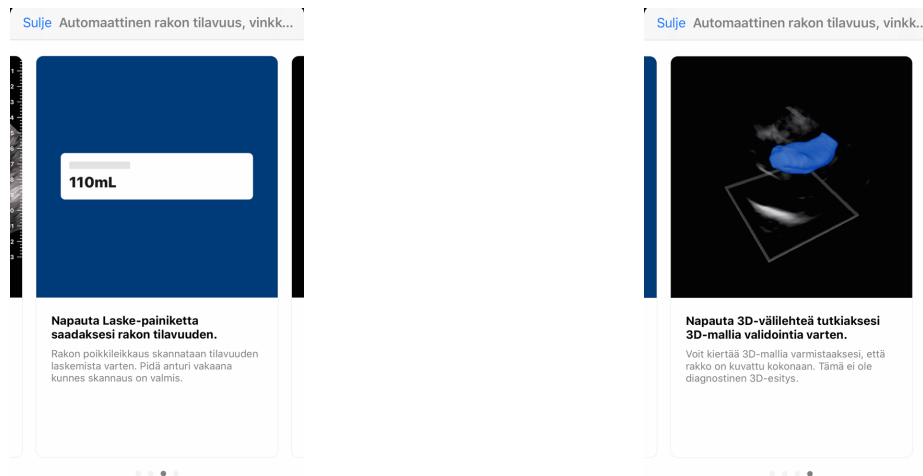 Sulje Automaattinen rakon tilavuus, vinkk...
110mL
Napauta Laske-painiketta
saadaksesi rakon tilavuuden.
Rakon poikkileikkaus skannataan tilavuuden
laskemista varten. Pidä anturi vakaana
kunnes skannaus on valmis.
Sulje Automaattinen rakon tilavuus, vinkk...
Napauta 3D-välilehteä tutkiaksesi
3D-mallia validointia varten.
Voit kiertää 3D-mallia varmistaaksesi, että
rakko on kuvattu kokonaan. Tämä ei ole
diagnostinen 3D-esitys.